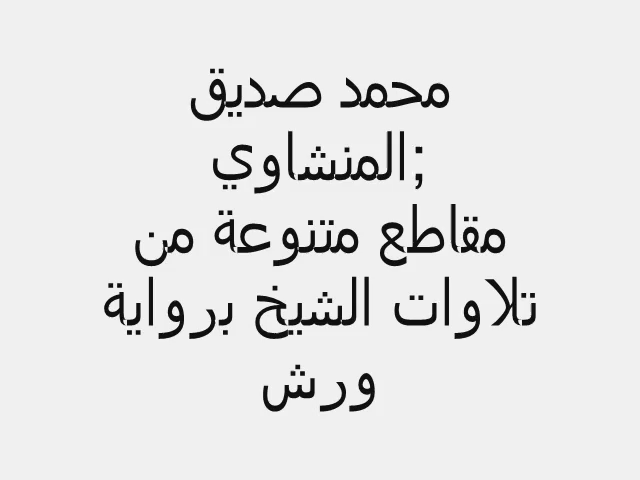 محمد صديق
;المنشاوي
مقاطع متنوعة من
تلاوات الشيخ برواية
ورش